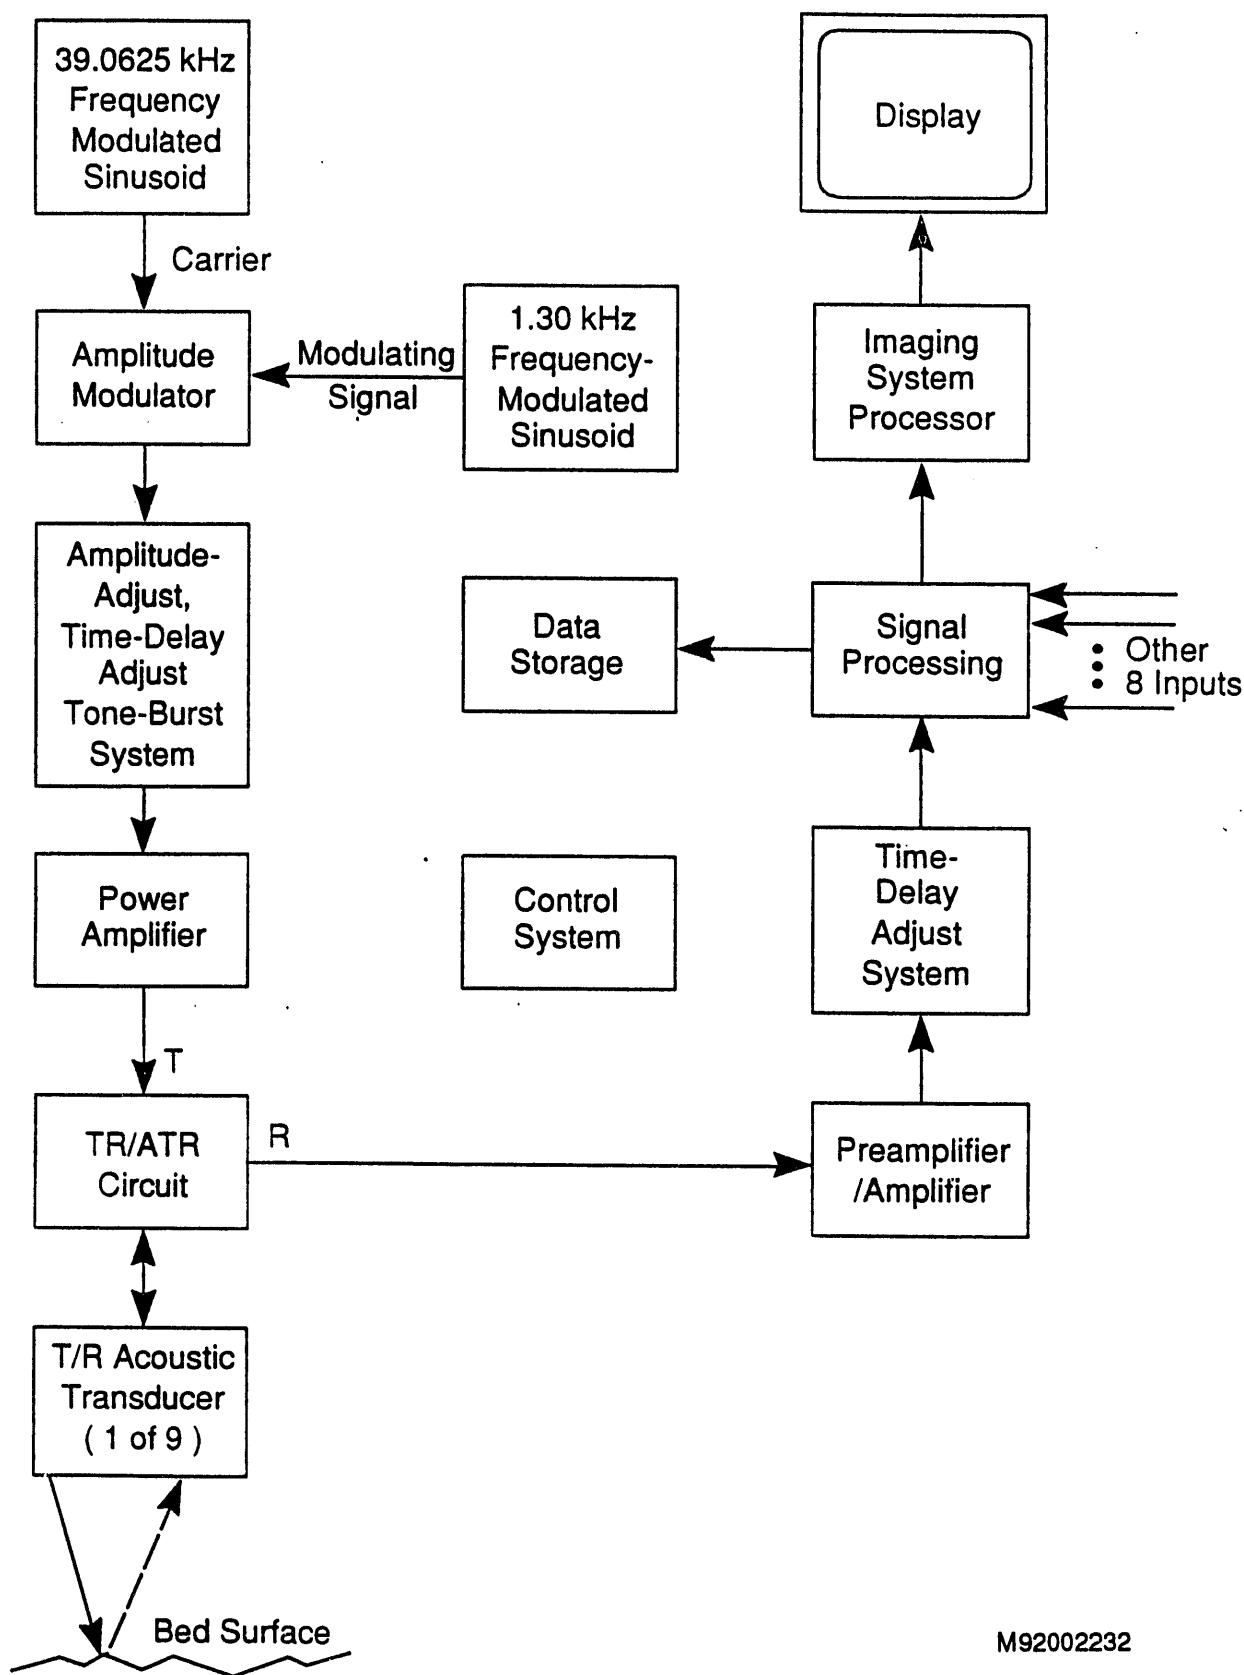 39.0625 kHz
Frequency
Modulated
Sinusoid
Carrier
Amplitude
Modulator
Modulating
Signal
1.30 kHz
Frequency-
Modulated
Sinusoid
Amplitude-
Adjust,
Time-Delay
Adjust
Tone-Burst
System
Power
Amplifier
T
TR/ATR
Circuit
R
T/R Acoustic
Transducer
( 1 of 9 )
Bed Surface
Display
Imaging
System
Processor
Data
Storage
Signal
Processing
Other
8 Inputs
Control
System
Time-
Delay
Adjust
System
Preamplifier
/Amplifier
M92002232